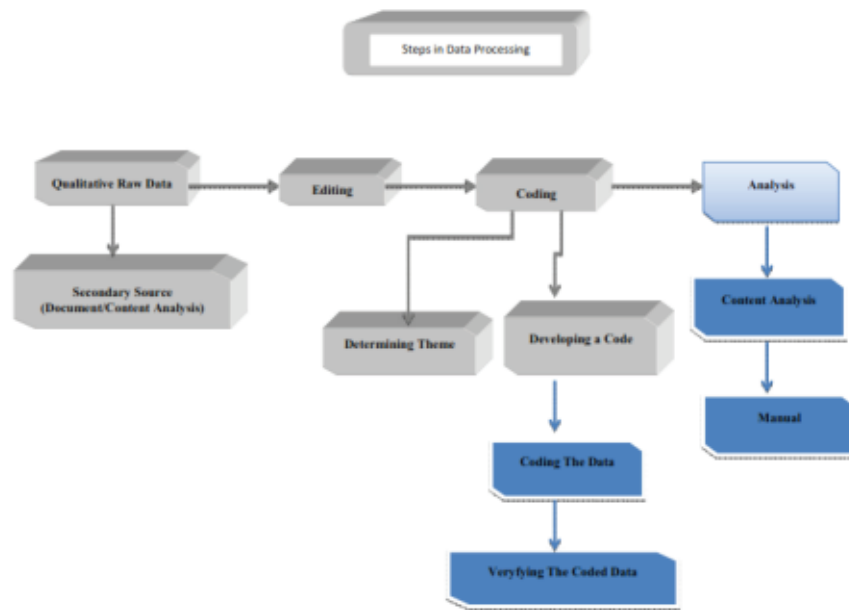 Steps in Data Processing
Qualitative Raw Data
Editing
Coding
Analysis
Secondary Source
(Document/Content Analysis)
Determining Theme
Developing a Code
Content Analysis
Manual
Coding The Data
Veryfying The Coded Data